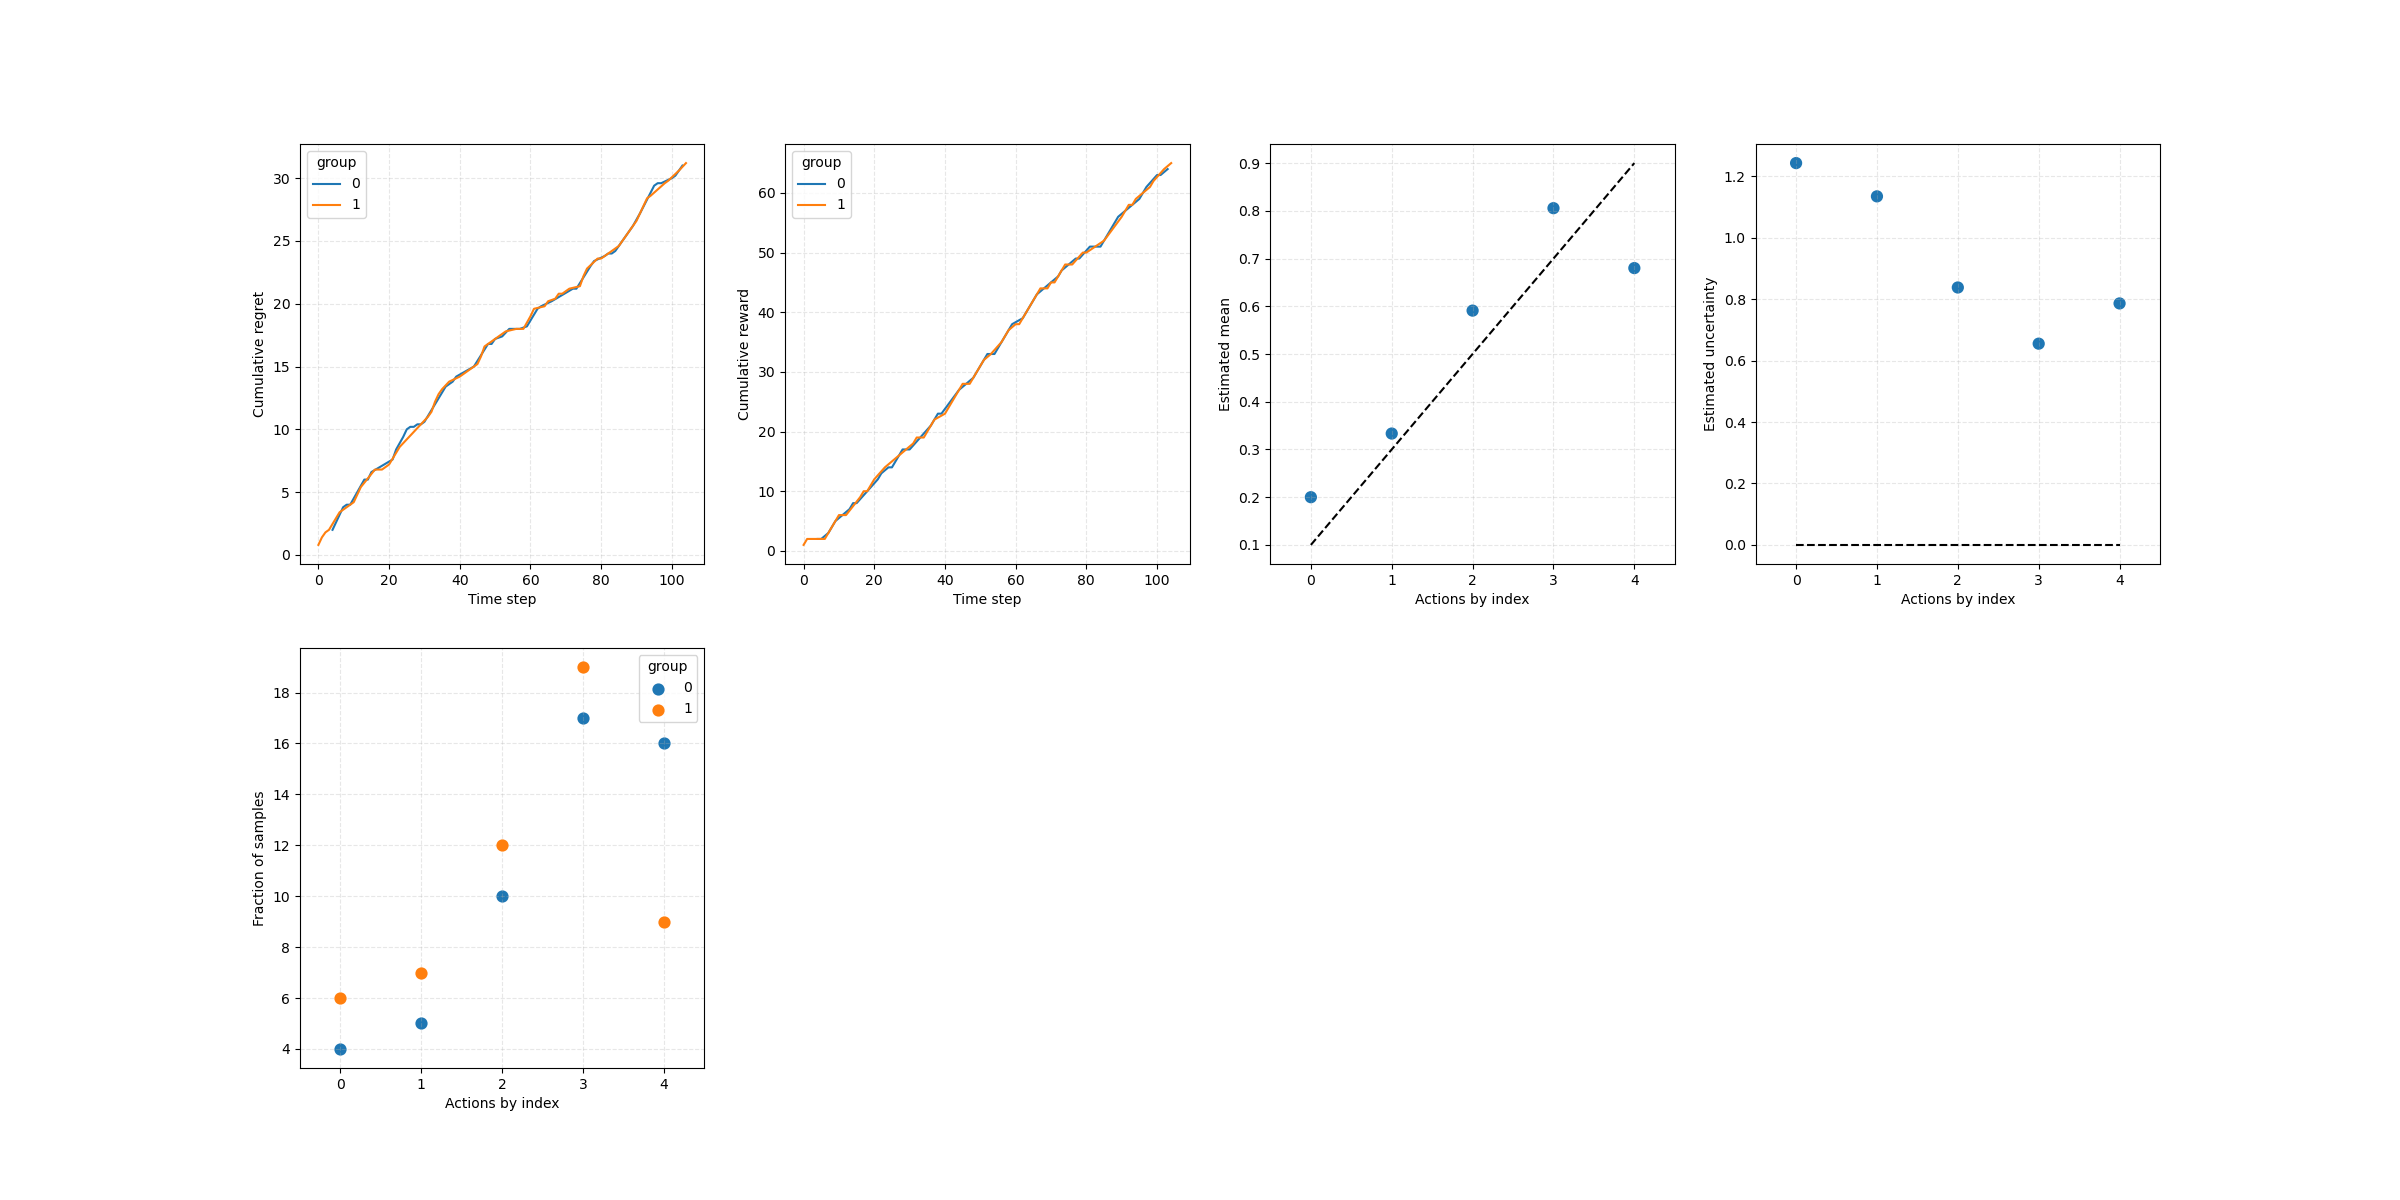 group
0
1
30
25
20
15
10
5
0
Cumulative regret
0 20 40 60 80 100
Time step
group
0
1
60
50
40
30
20
10
0
Cumulative reward
0 20 40 60 80 100
Time step
0.9
0.8
0.7
0.6
0.5
0.4
0.3
0.2
0.1
Estimated mean
0 1 2 3 4
Actions by index
1.2
1.0
0.8
0.6
0.4
0.2
0.0
Estimated uncertainty
0 1 2 3 4
Actions by index
group
0
1
18
16
14
12
10
8
6
4
Fraction of samples
0 1 2 3 4
Actions by index